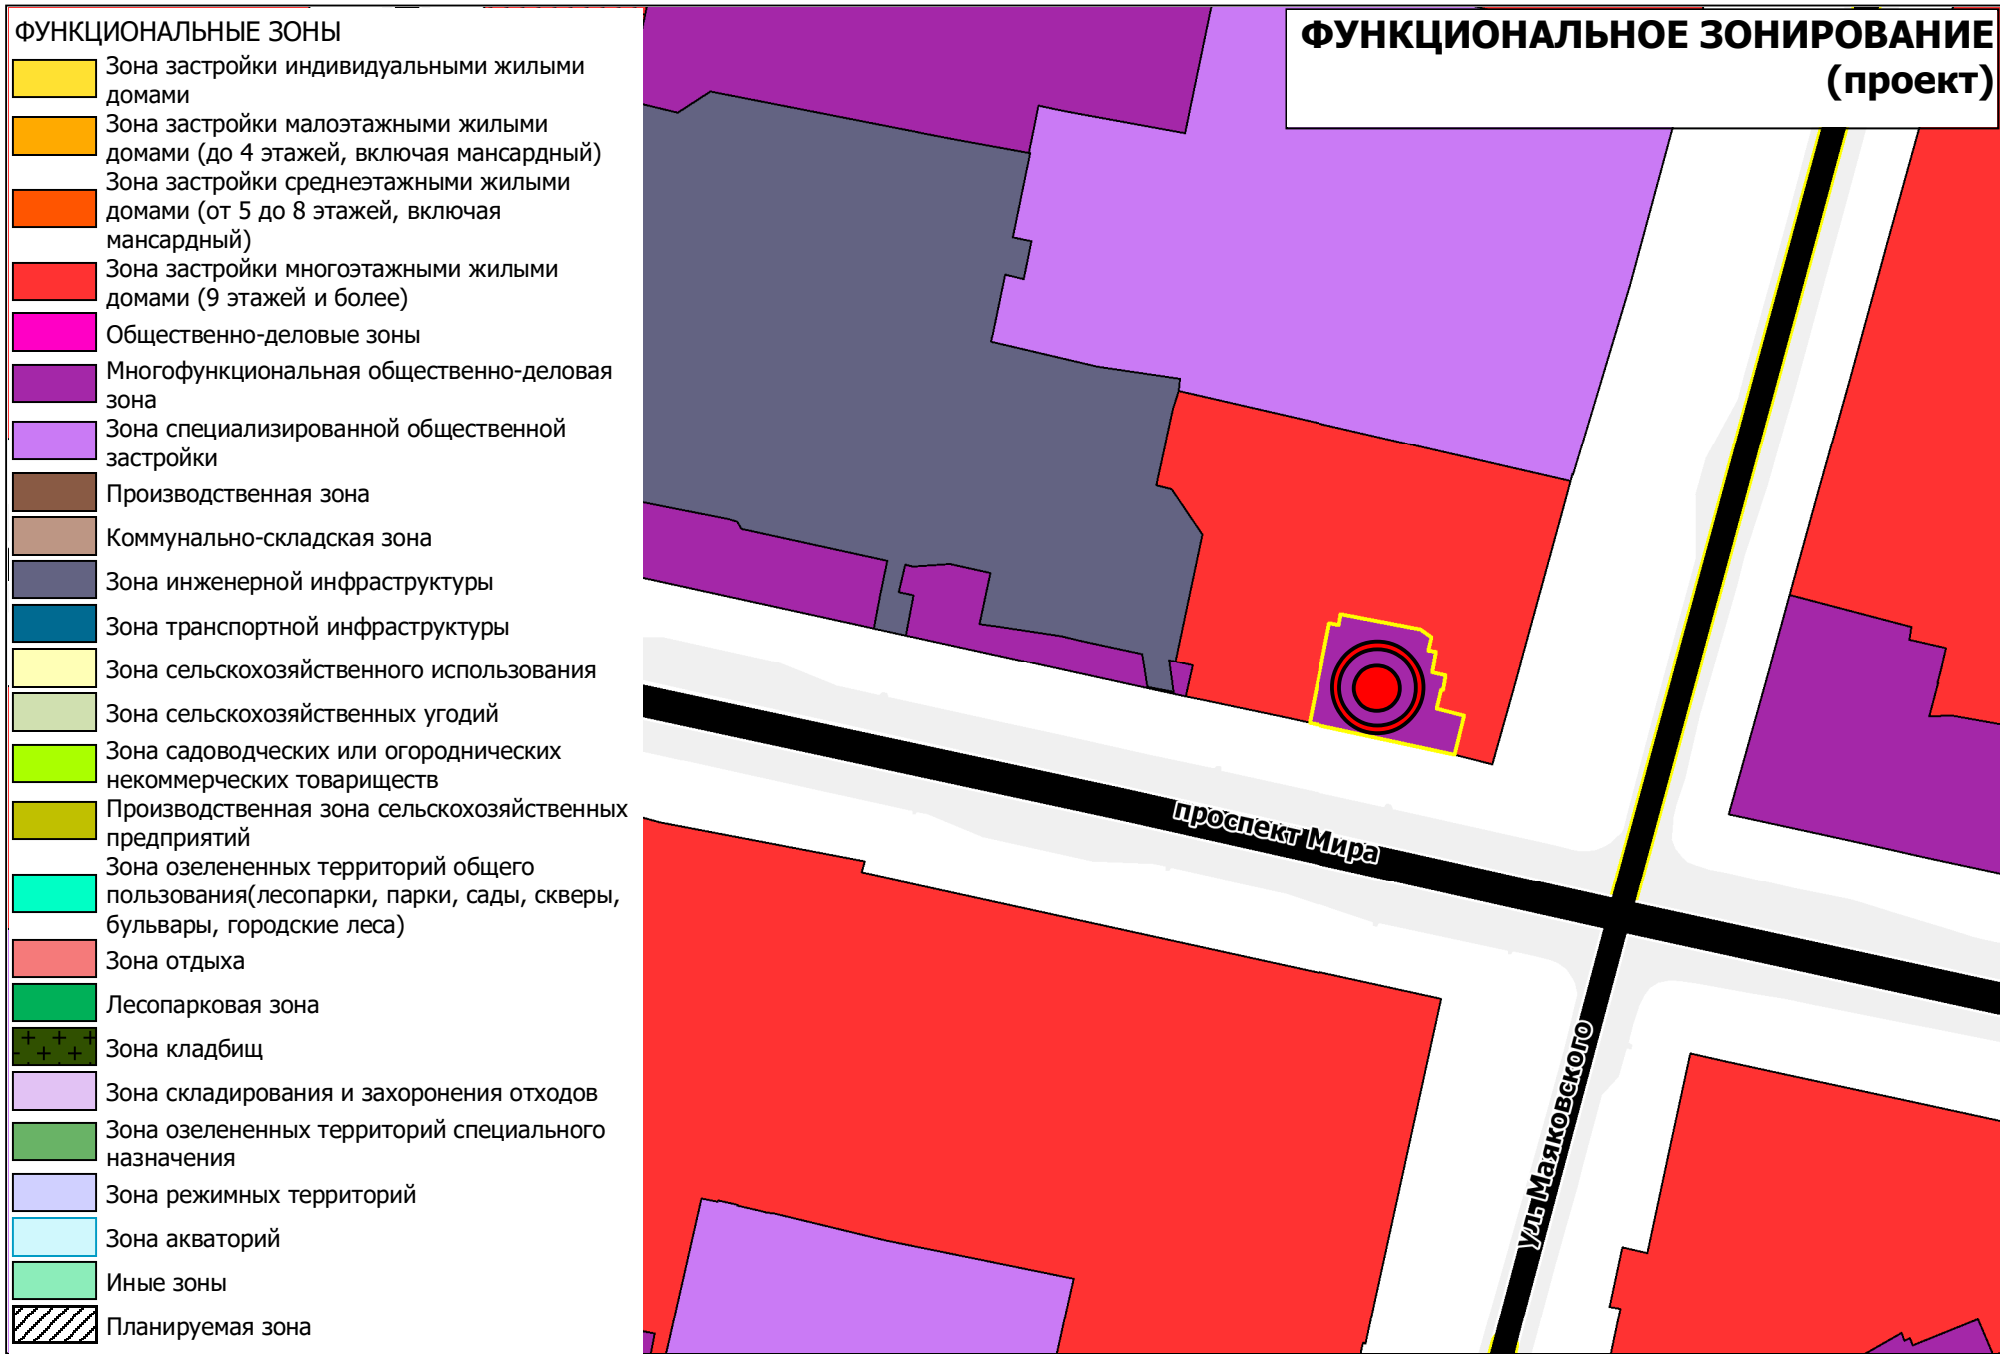 ФУНКЦИОНАЛЬНЫЕ ЗОНЫ
Зона застройки индивидуальными жилыми
домами
Зона застройки малоэтажными жилыми
домами (до 4 этажей, включая мансардный)
Зона застройки среднеэтажными жилыми
домами (от 5 до 8 этажей, включая
мансардный)
Зона застройки многоэтажными жилыми
домами (9 этажей и более)
Общественно-деловые зоны
Многофункциональная общественно-деловая
зона
Зона специализированной общественной
застройки
Производственная зона
Коммунально-складская зона
Зона инженерной инфраструктуры
Зона транспортной инфраструктуры
Зона сельскохозяйственного использования
Зона сельскохозяйственных угодий
Зона садоводческих или огороднических
некоммерческих товариществ
Производственная зона сельскохозяйственных
предприятий
Зона озелененных территорий общего
пользования(лесопарки, парки, сады, скверы,
бульвары, городские леса)
Зона отдыха
Лесопарковая зона
Зона кладбищ
Зона складирования и захоронения отходов
Зона озелененных территорий специального
назначения
Зона режимных территорий
Зона акваторий
Иные зоны
Планируемая зона
ФУНКЦИОНАЛЬНОЕ ЗОНИРОВАНИЕ
(проект)
проспект Мира
ул. Маяковского